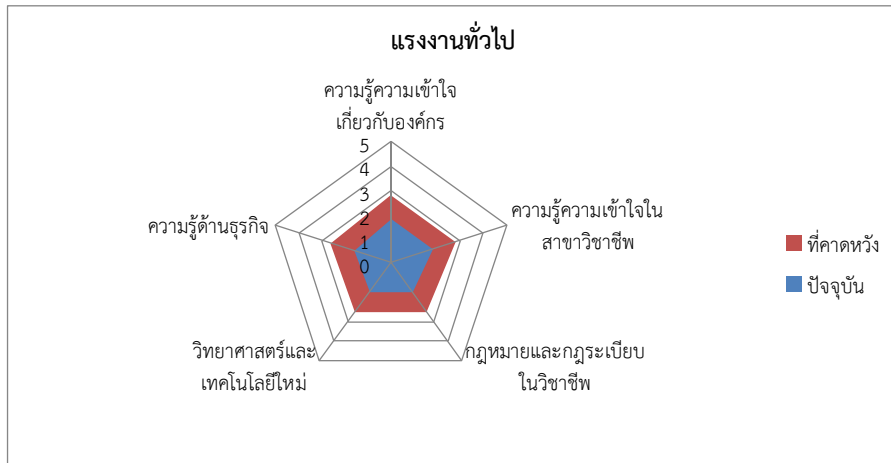 แรงงานทั่วไป
ความรู้ความเข้าใจ
เกี่ยวกับองค์กร
5
4
3
2
1
0
ความรู้ความเข้าใจใน
สาขาวิชาชีพ
กฎหมายและกฎระเบียบ
ในวิชาชีพ
วิทยาศาสตร์และ
เทคโนโลยีใหม่
ความรู้ด้านธุรกิจ
ที่คาดหวัง
ปัจจุบัน